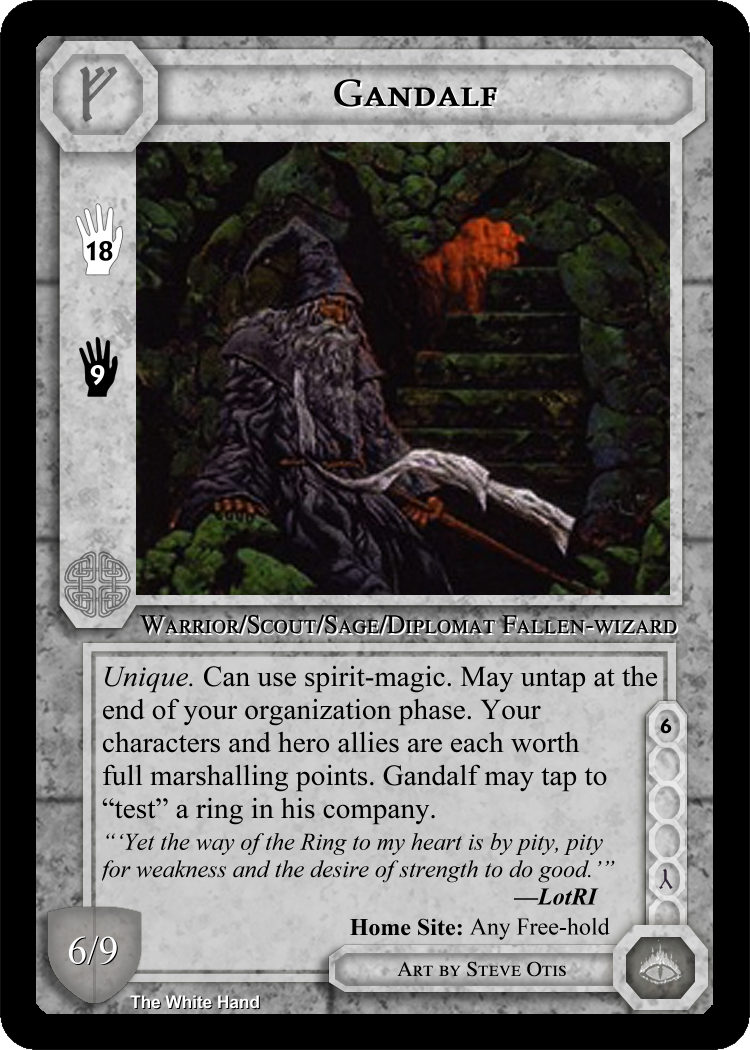 GANDALF
18
9
WARRIOR/SCOUT/SAGE/DIPLOMAT FALLEN-WIZARD
Unique. Can use spirit-magic. May untap at the
end of your organization phase. Your
characters and hero allies are each worth
full marshalling points. Gandalf may tap to
“test” a ring in his company.
“‘Yet the way of the Ring to my heart is by pity, pity
for weakness and the desire of strength to do good.’”
—LotRI
Home Site: Any Free-hold
6
6/9
ART BY STEVE OTIS
The White Hand